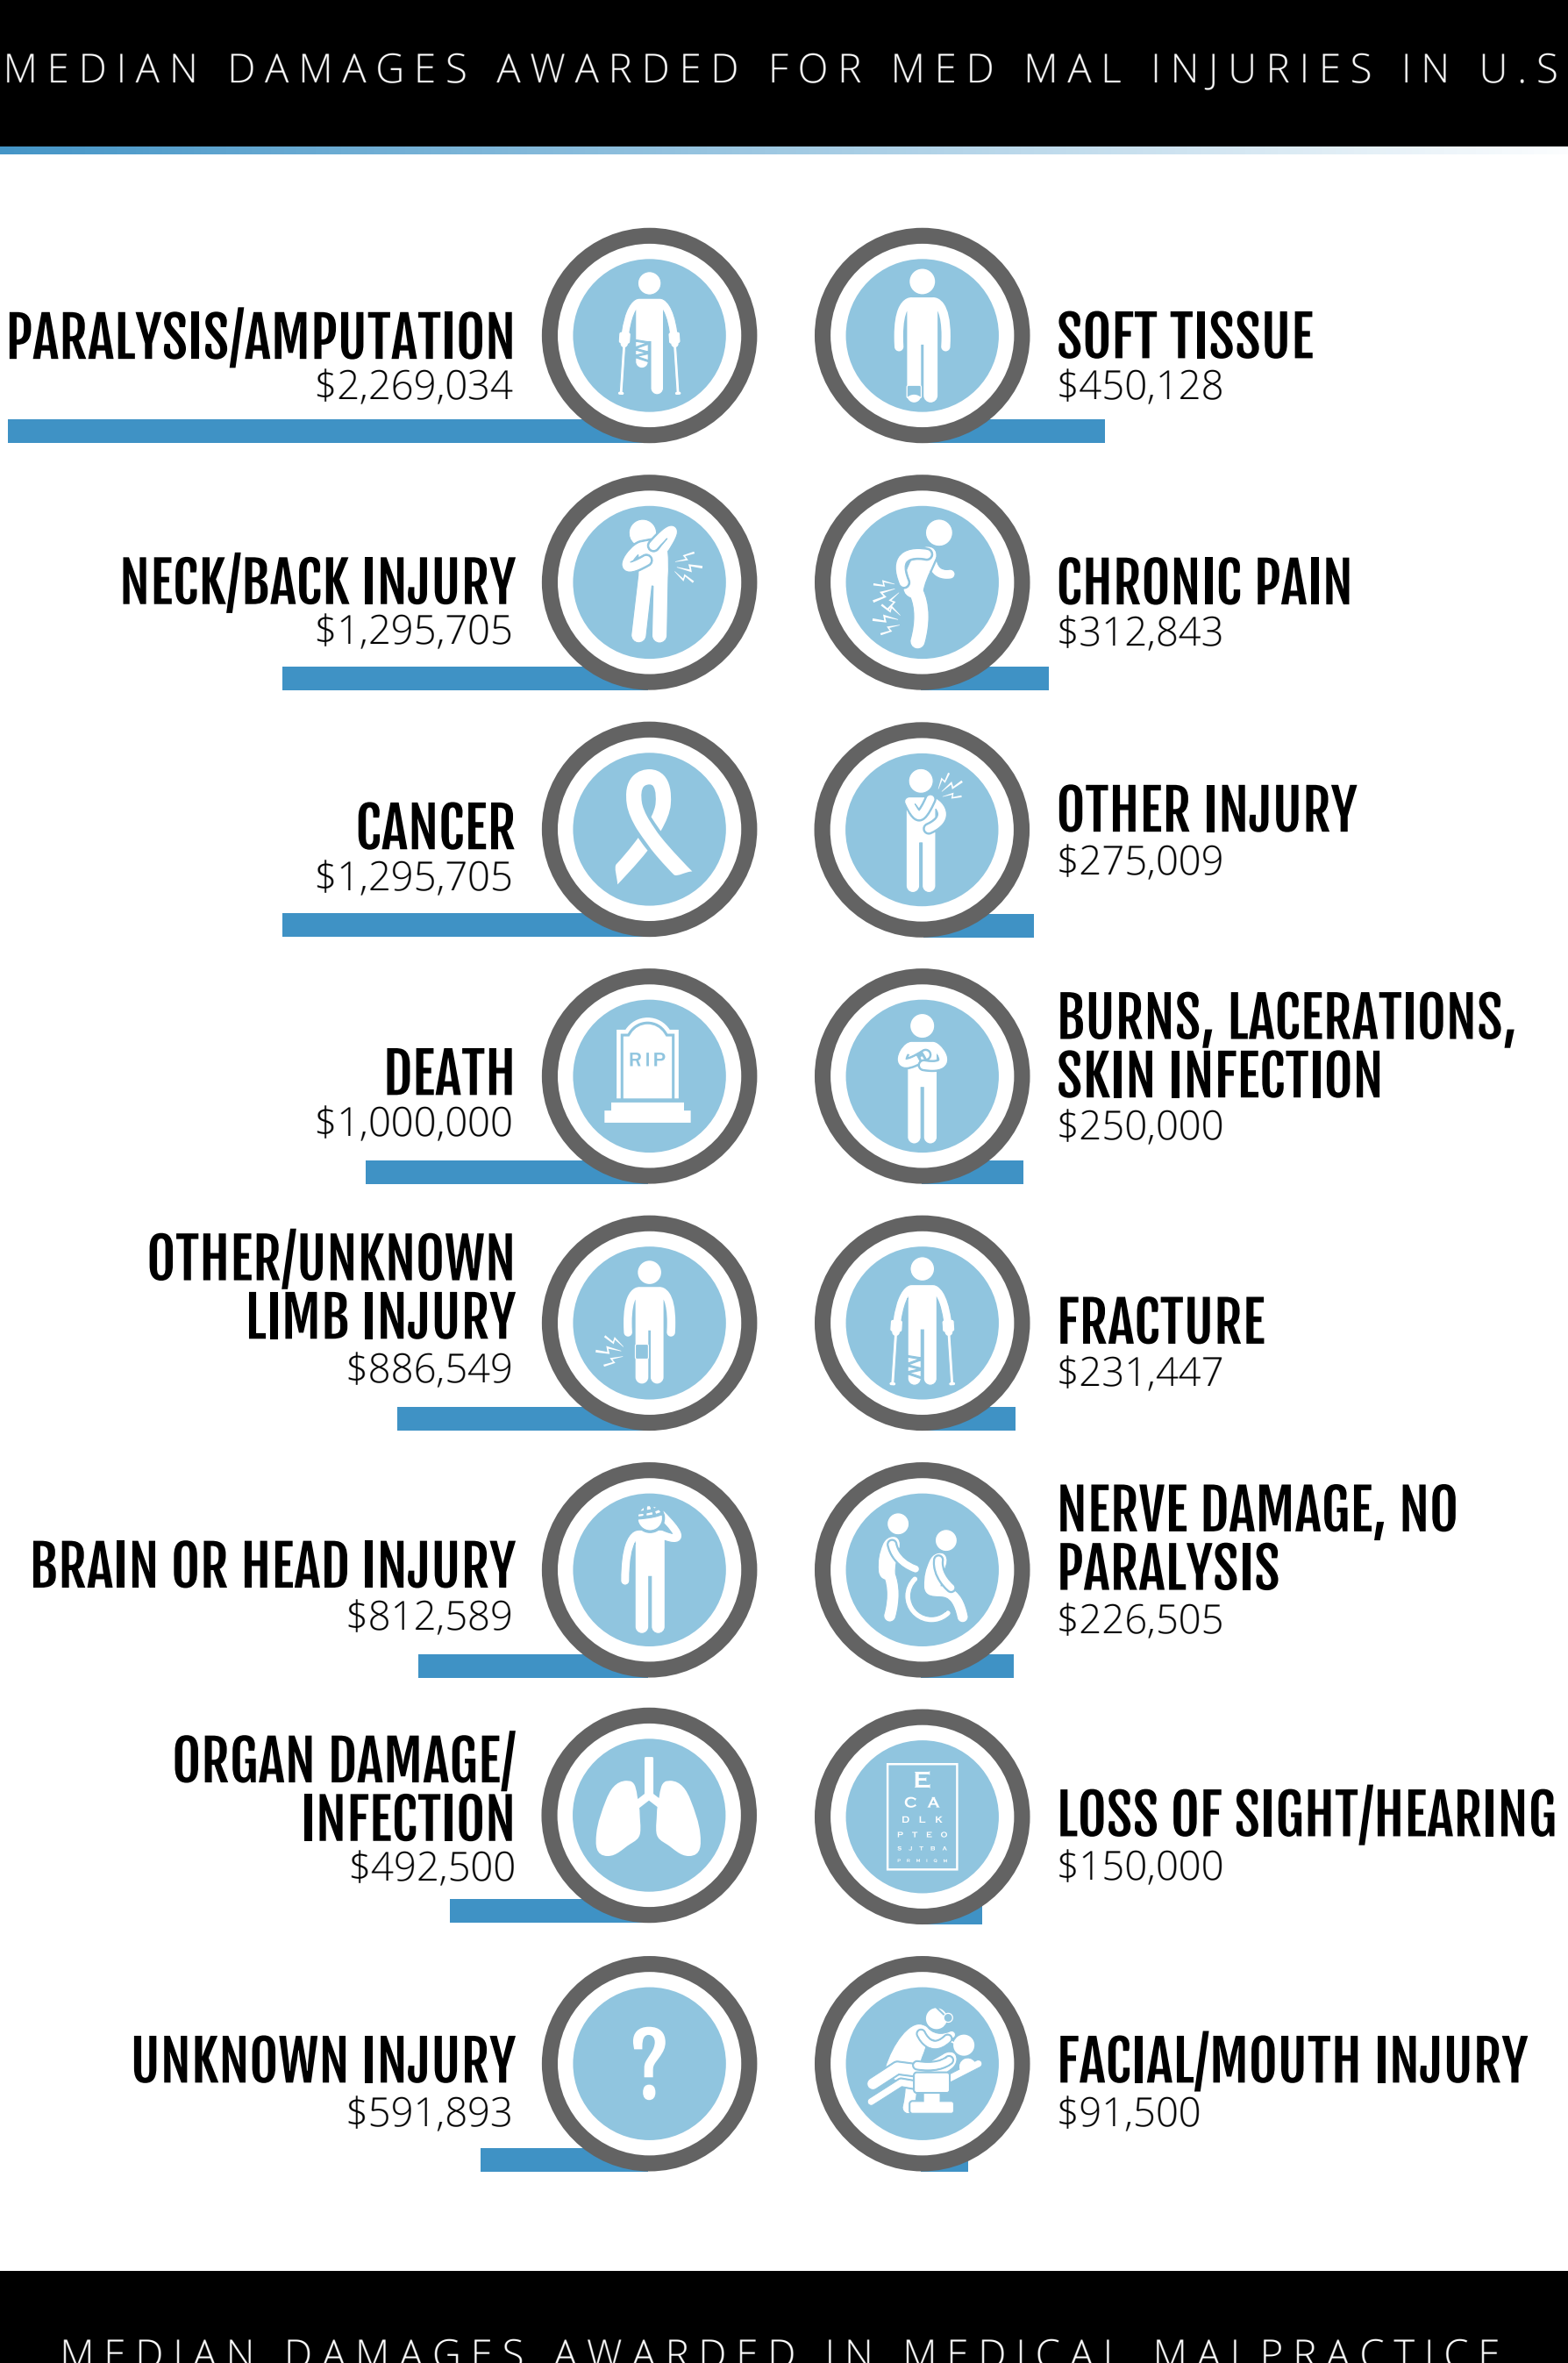 MEDIAN DAMAGES AWARDED FOR MED MAL INJURIES IN U.S
PARALYSIS/AMPUTATION
$2,269,034
NECK/BACK INJURY
$1,295,705
CANCER
$1,295,705
DEATH
RIP
$1,000,000
OTHER/UNKNOWN
LIMB INJURY
$886,549
BRAIN OR HEAD INJURY
$812,589
ORGAN DAMAGE/
INFECTION
$492,500
UNKNOWN INJURY
?
$591,893
SOFT TISSUE
$450,128
CHRONIC PAIN
$312,843
OTHER INJURY
$275,009
BURNS, LACERATIONS,
SKIN INFECTION
$250,000
FRACTURE
$231,447
NERVE DAMAGE, NO
PARALYSIS
$226,505
E
C A
D L K
P T E O
S J T B A
LOSS OF SIGHT/HEARING
$150,000
FACIAL/MOUTH INJURY
$91,500
MEDIAN DAMAGES AWARDED IN MEDICAL MALPRACTICE